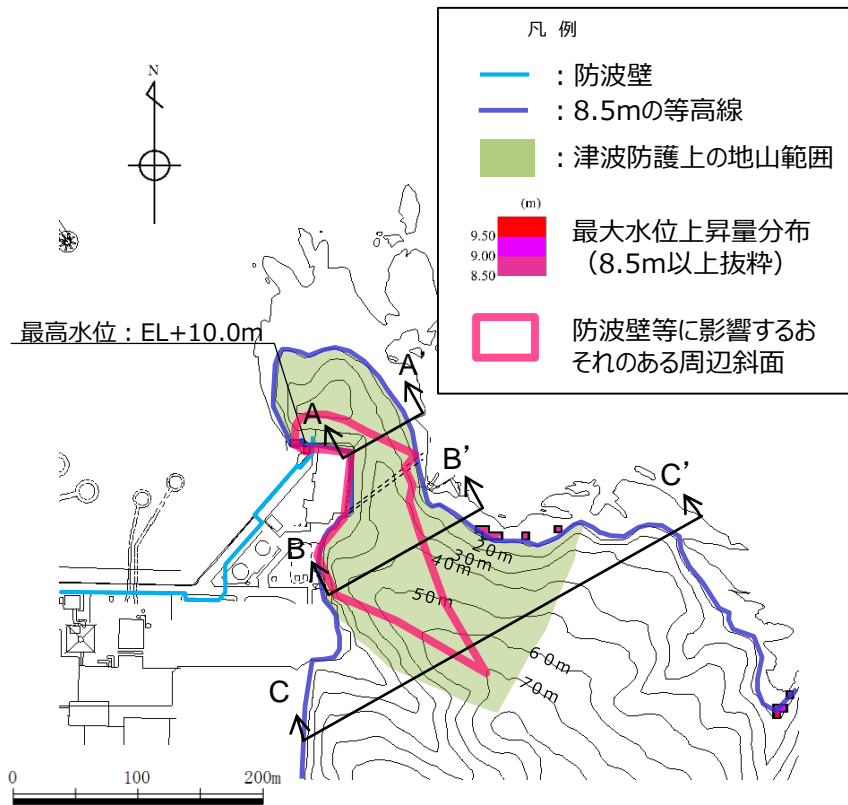 凡 例
：防波壁
：8.5mの等高線
：津波防護上の地山範囲
(m)
9.50
9.00
8.50
最大水位上昇量分布
（8.5m以上抜粋）
防波壁等に影響するお
それのある周辺斜面
N
最高水位：EL+10.0m
A
A’
B
B’
C
C’
20m
30m
40m
50m
60m
70m
0
100
200m